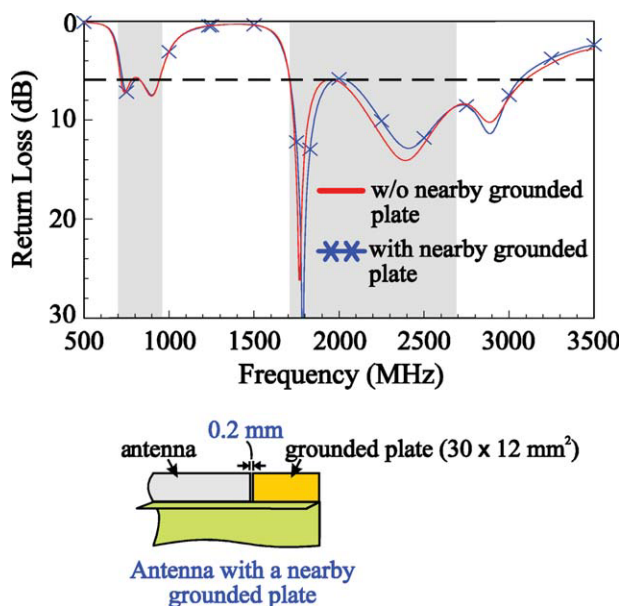 0
10
20
30
Return Loss (dB)
500
1000
1500
2000
2500
3000
3500
Frequency (MHz)
w/o nearby grounded
plate
with nearby grounded
plate
0.2 mm
antenna
grounded plate (30 x 12 mm²)
Antenna with a nearby
grounded plate